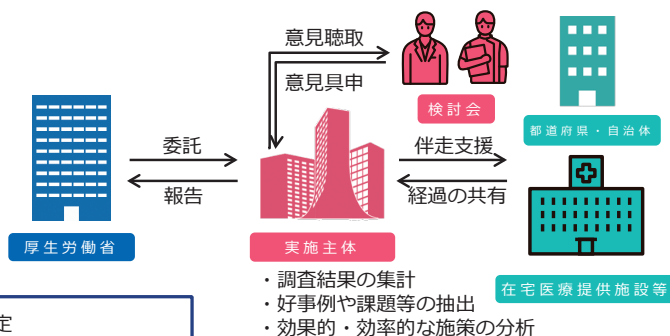 意見聴取
意見具申
検討会
都道府県・自治体
委託
報告
伴走支援
経過の共有
厚生労働省
実施主体
在宅医療提供施設等
・調査結果の集計
・好事例や課題等の抽出
・効果的・効率的な施策の分析
定